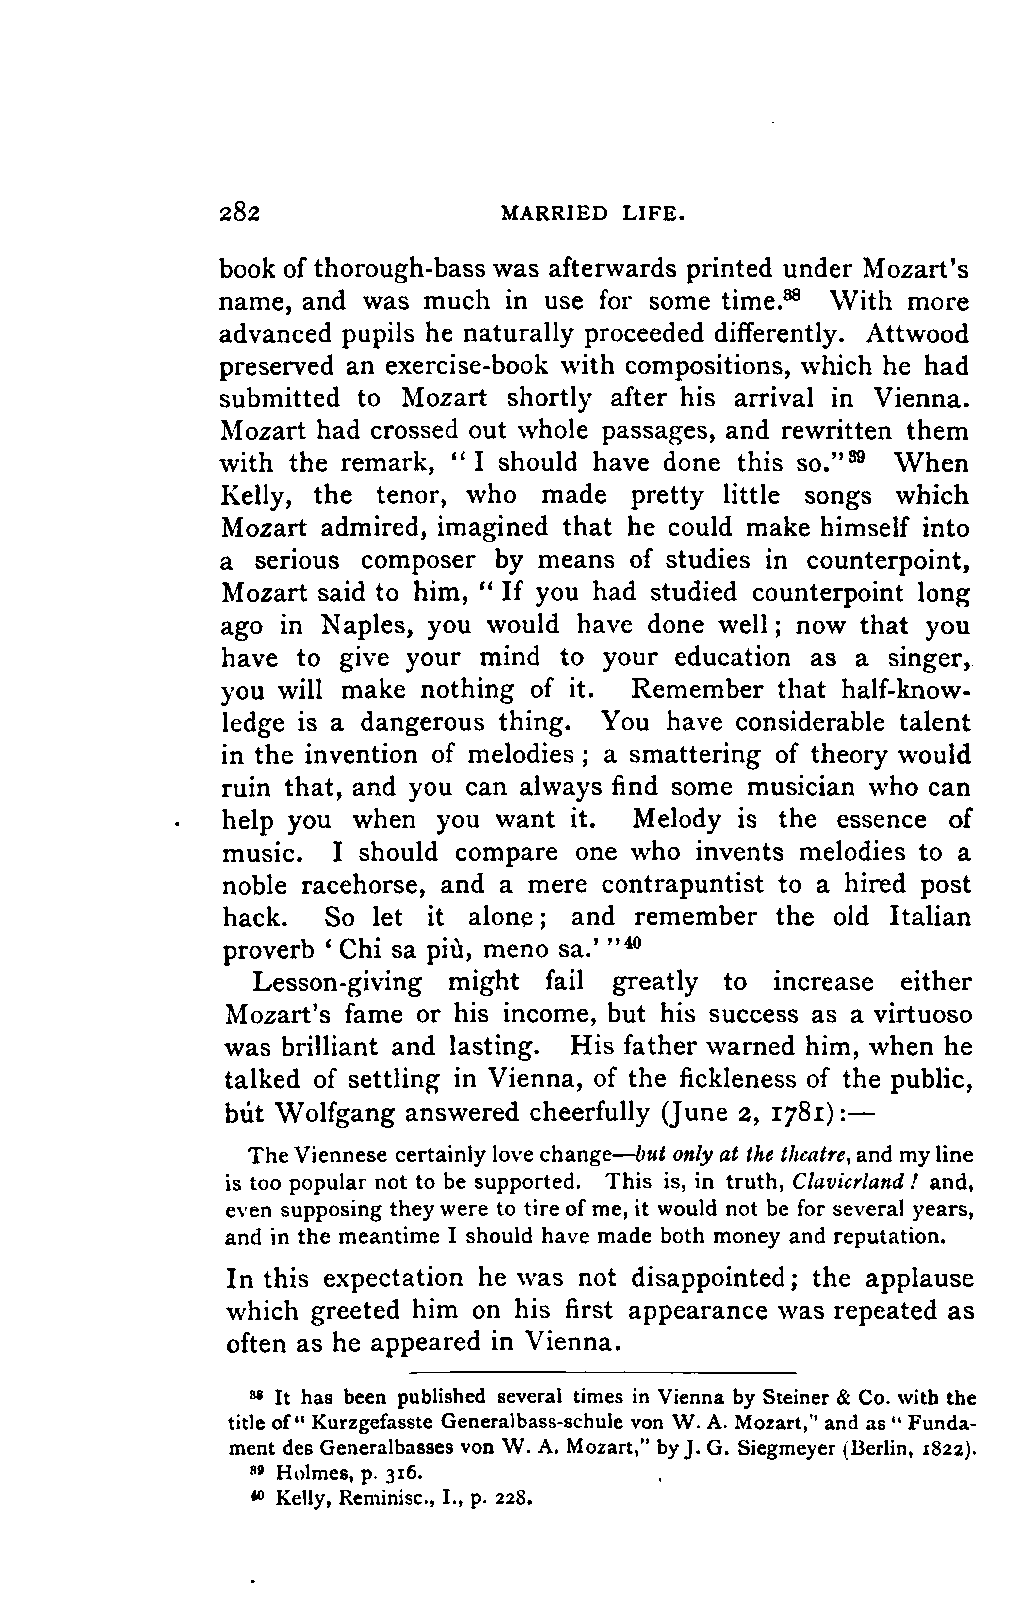 282 MARRIED LIFE.
book of thorough-bass was afterwards printed under Mozart's
name, and was much in use for some time.³⁸ With more
advanced pupils he naturally proceeded differently. Attwood
preserved an exercise-book with compositions, which he had
submitted to Mozart shortly after his arrival in Vienna.
Mozart had crossed out whole passages, and rewritten them
with the remark, “I should have done this so.”³⁹ When
Kelly, the tenor, who made pretty little songs which
Mozart admired, imagined that he could make himself into
a serious composer by means of studies in counterpoint,
Mozart said to him, “If you had studied counterpoint long
ago in Naples, you would have done well; now that you
have to give your mind to your education as a singer,
you will make nothing of it. Remember that half-know-
ledge is a dangerous thing. You have considerable talent
in the invention of melodies; a smattering of theory would
ruin that, and you can always find some musician who can
help you when you want it. Melody is the essence of
music. I should compare one who invents melodies to a
noble racehorse, and a mere contrapuntist to a hired post
hack. So let it alone; and remember the old Italian
proverb ‘Chi sa più, meno sa.’”⁴⁰
Lesson-giving might fail greatly to increase either
Mozart's fame or his income, but his success as a virtuoso
was brilliant and lasting. His father warned him, when he
talked of settling in Vienna, of the fickleness of the public,
but Wolfgang answered cheerfully (June 2, 1781):—
The Viennese certainly love change—but only at the theatre, and my line
is too popular not to be supported. This is, in truth, Clavierland! and,
even supposing they were to tire of me, it would not be for several years,
and in the meantime I should have made both money and reputation.
In this expectation he was not disappointed; the applause
which greeted him on his first appearance was repeated as
often as he appeared in Vienna.
³⁸ It has been published several times in Vienna by Steiner & Co. with the
title of “Kurzgefasste Generalbass-schule von W. A. Mozart,” and as “Funda-
ment des Generalbasses von W. A. Mozart,” by J. G. Siegmeyer (Berlin, 1822).
³⁹ Holmes, p. 316.
⁴⁰ Kelly, Reminisc., I., p. 228.